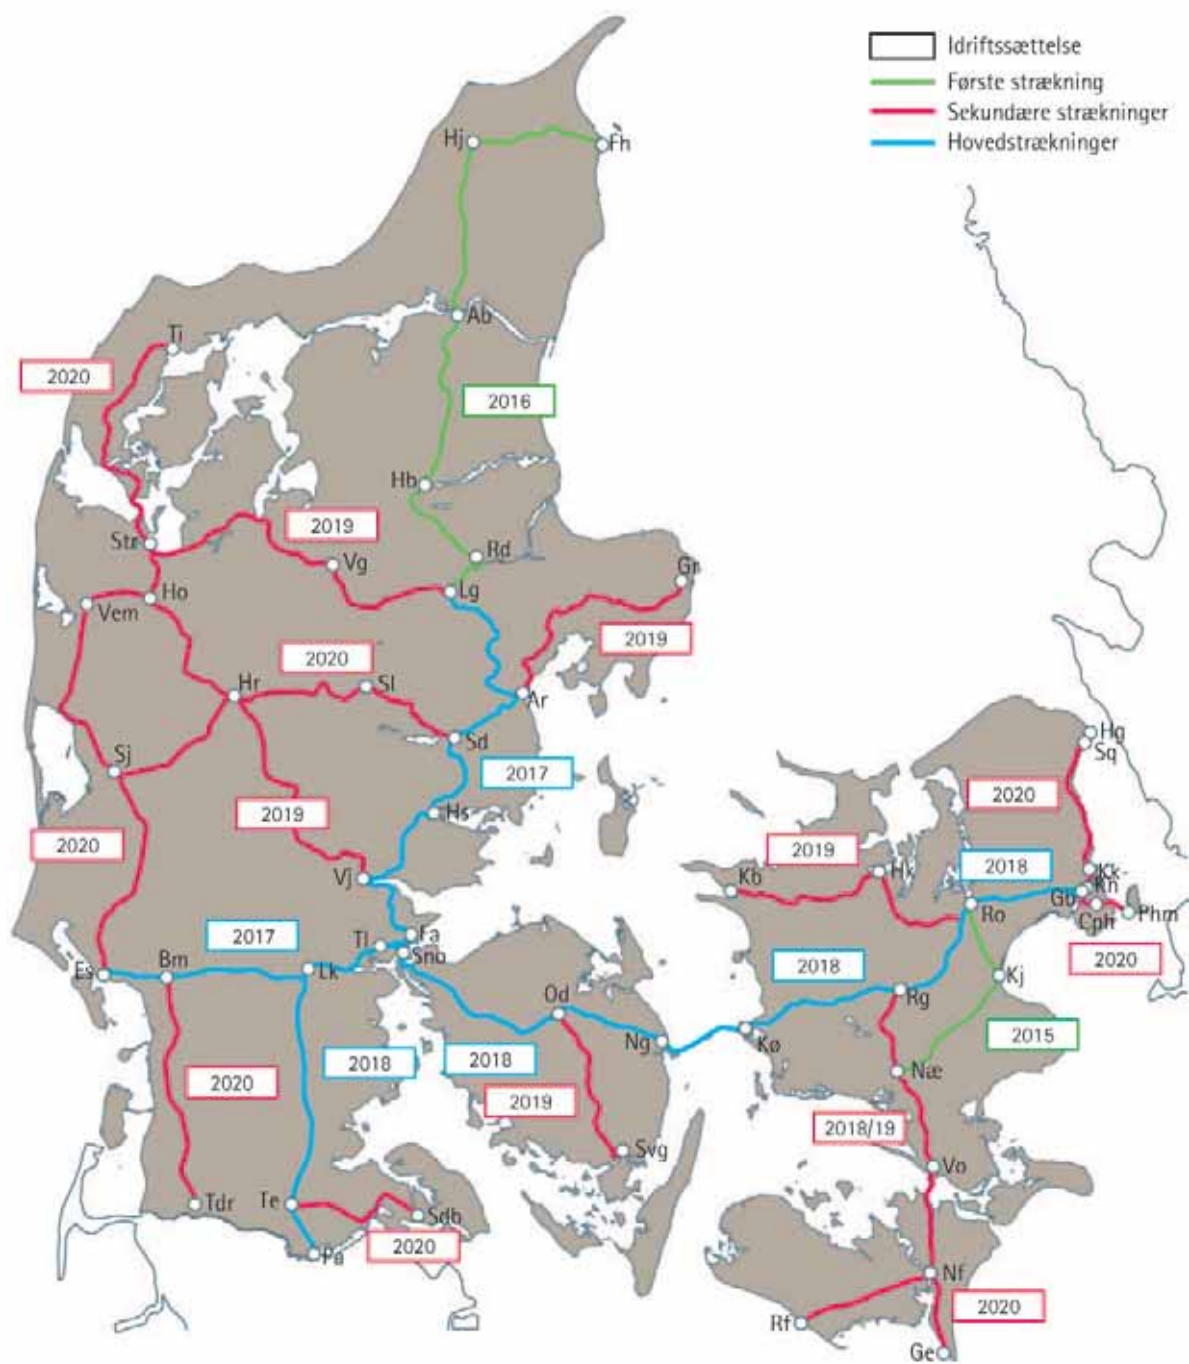 Idriftssættelse
Første strækning
Sekundære strækninger
Hovedstrækninger
Hj
Fh
Ab
Ti
2020
2016
Hb
2019
Str
Vg
Rd
Lg
Gr
Ho
Vem
2019
2020
Hr
Sl
Ar
Sd
Sj
2017
Hg
Sq
2020
2019
2020
Hs
2019
Vj
Kb
Hk
2018
Kk
Kn
Gb
Cph
Phm
Ro
2017
Tl
Fa
Sno
Es
Bm
Lk
2018
2020
Kj
Rg
Od
Ng
Kø
2015
2018
2018
2020
2019
Næ
2018/19
Svg
Vo
Tdr
Te
Sdb
2020
Pa
Nf
2020
Rf
Ge